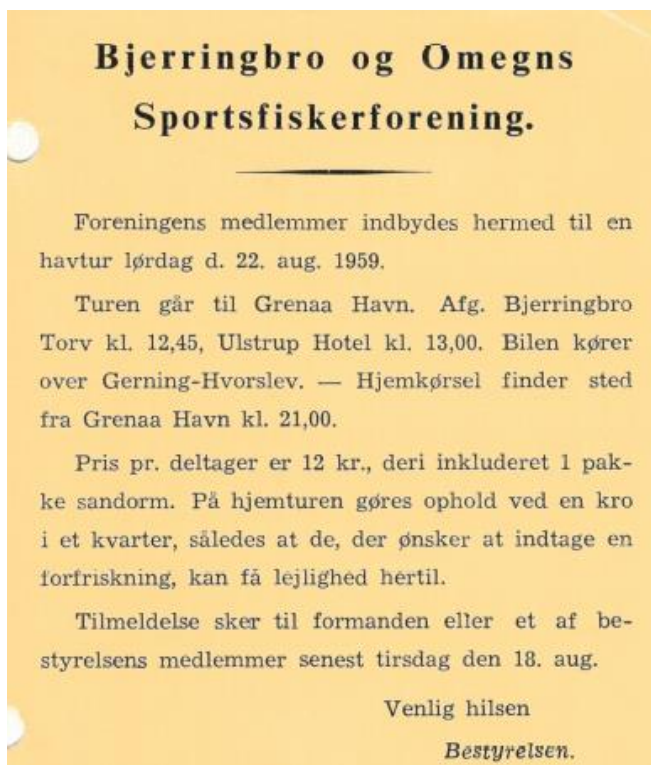 Bjerringbro og Omegns
Sportsfiskerforening.
Foreningens medlemmer indbydes hermed til en
havtur lørdag d. 22. aug. 1959.
Turen går til Grenaa Havn. Afg. Bjerringbro
Torv kl. 12,45, Ulstrup Hotel kl. 13,00. Bilen kører
over Gerning-Hvorslev. — Hjemkørsel finder sted
fra Grenaa Havn kl. 21,00.
Pris pr. deltager er 12 kr., deri inkluderet 1 pak-
ke sandorm. På hjemturen gøres ophold ved en kro
i et kvarter, således at de, der ønsker at indtage en
forfriskning, kan få lejlighed hertil.
Tilmeldelse sker til formanden eller et af be-
styrelsens medlemmer senest tirsdag den 18. aug.
Venlig hilsen
Bestyrelsen.